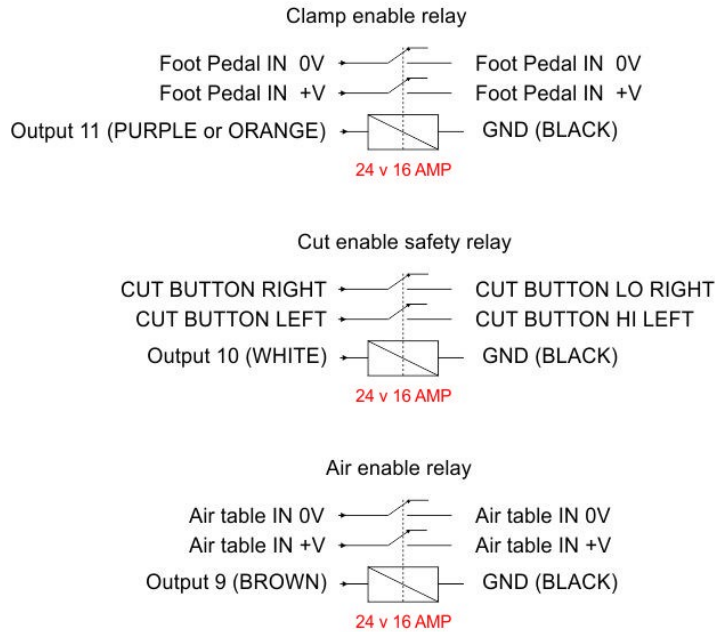 Clamp enable relay
Foot Pedal IN 0V Foot Pedal IN 0V
Foot Pedal IN +V Foot Pedal IN +V
Output 11 (PURPLE or ORANGE) GND (BLACK)
24 v 16 AMP
Cut enable safety relay
CUT BUTTON RIGHT CUT BUTTON LO RIGHT
CUT BUTTON LEFT CUT BUTTON HI LEFT
Output 10 (WHITE) GND (BLACK)
24 v 16 AMP
Air enable relay
Air table IN 0V Air table IN 0V
Air table IN +V Air table IN +V
Output 9 (BROWN) GND (BLACK)
24 v 16 AMP